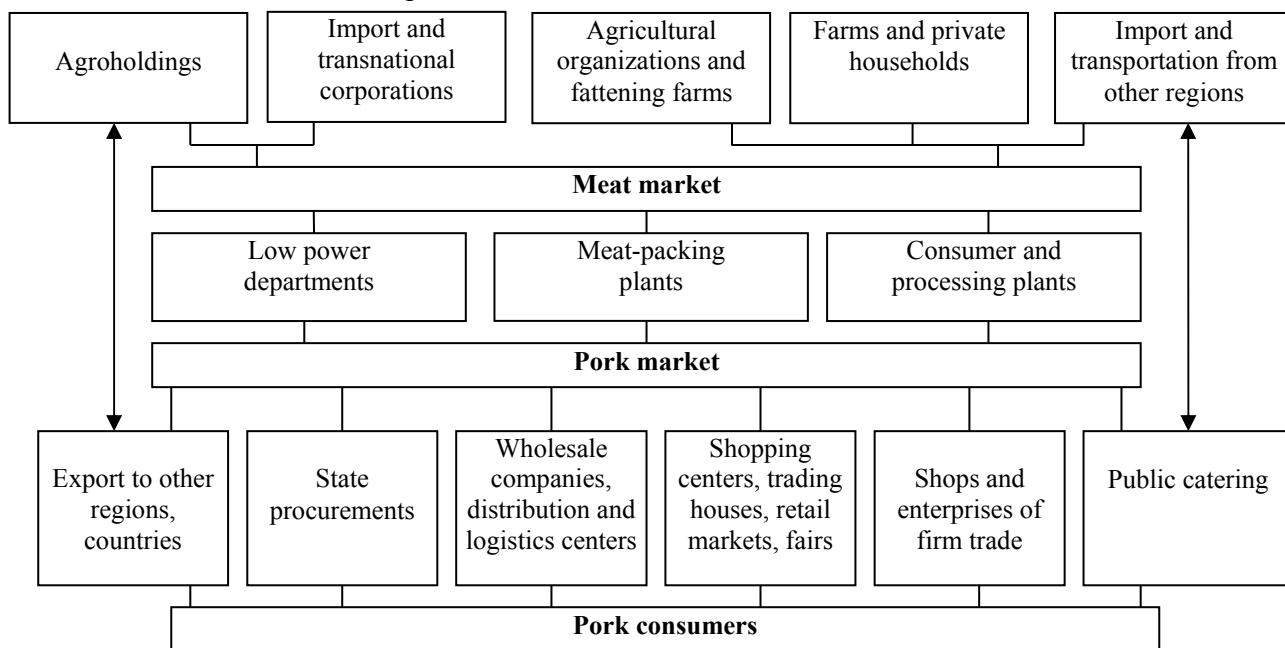 Agroholdings
Import and
transnational
corporations
Agricultural
organizations and
fattening farms
Farms and private
households
Import and
transportation from
other regions
Meat market
Low power
departments
Meat-packing
plants
Consumer and
processing plants
Pork market
Export to other
regions,
countries
State
procurements
Wholesale
companies,
distribution and
logistics centers
Shopping
centers, trading
houses, retail
markets, fairs
Shops and
enterprises of
firm trade
Public catering
Pork consumers